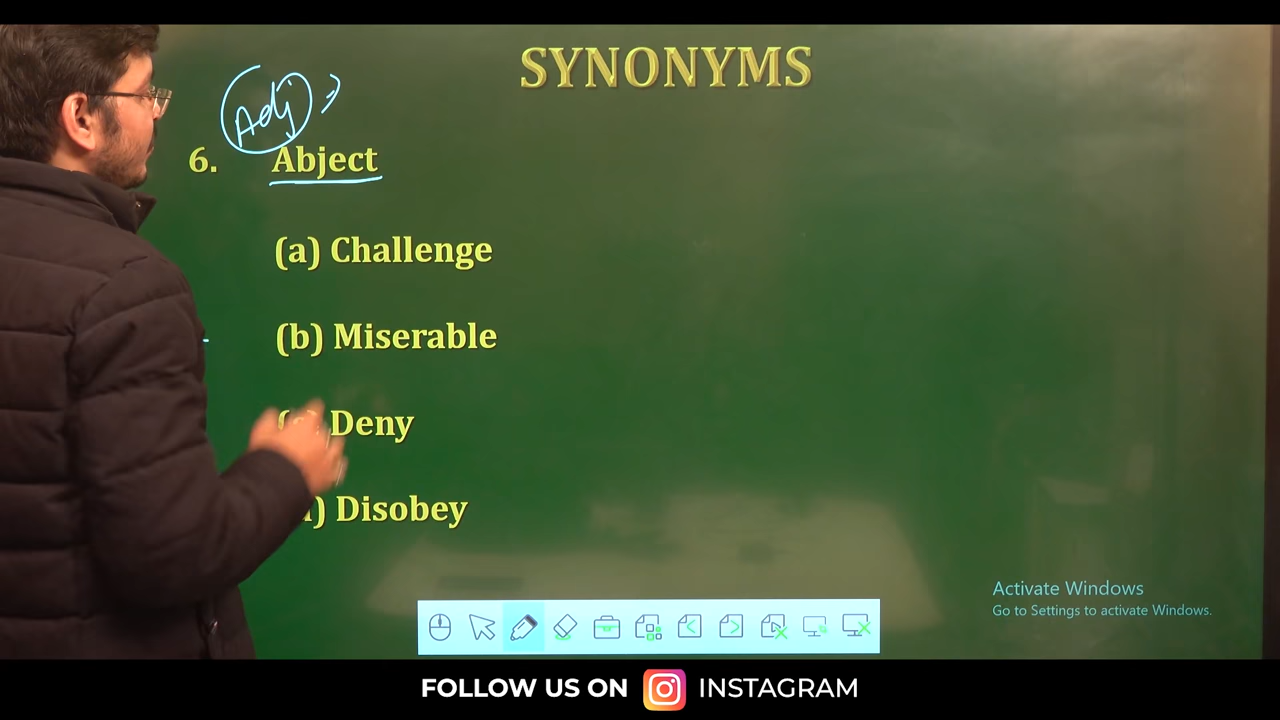 SYNONYMS
Adj
6. Abject
(a) Challenge
(b) Miserable
Deny
) Disobey
Activate Windows
Go to Settings to activate Windows.
FOLLOW US ON INSTAGRAM